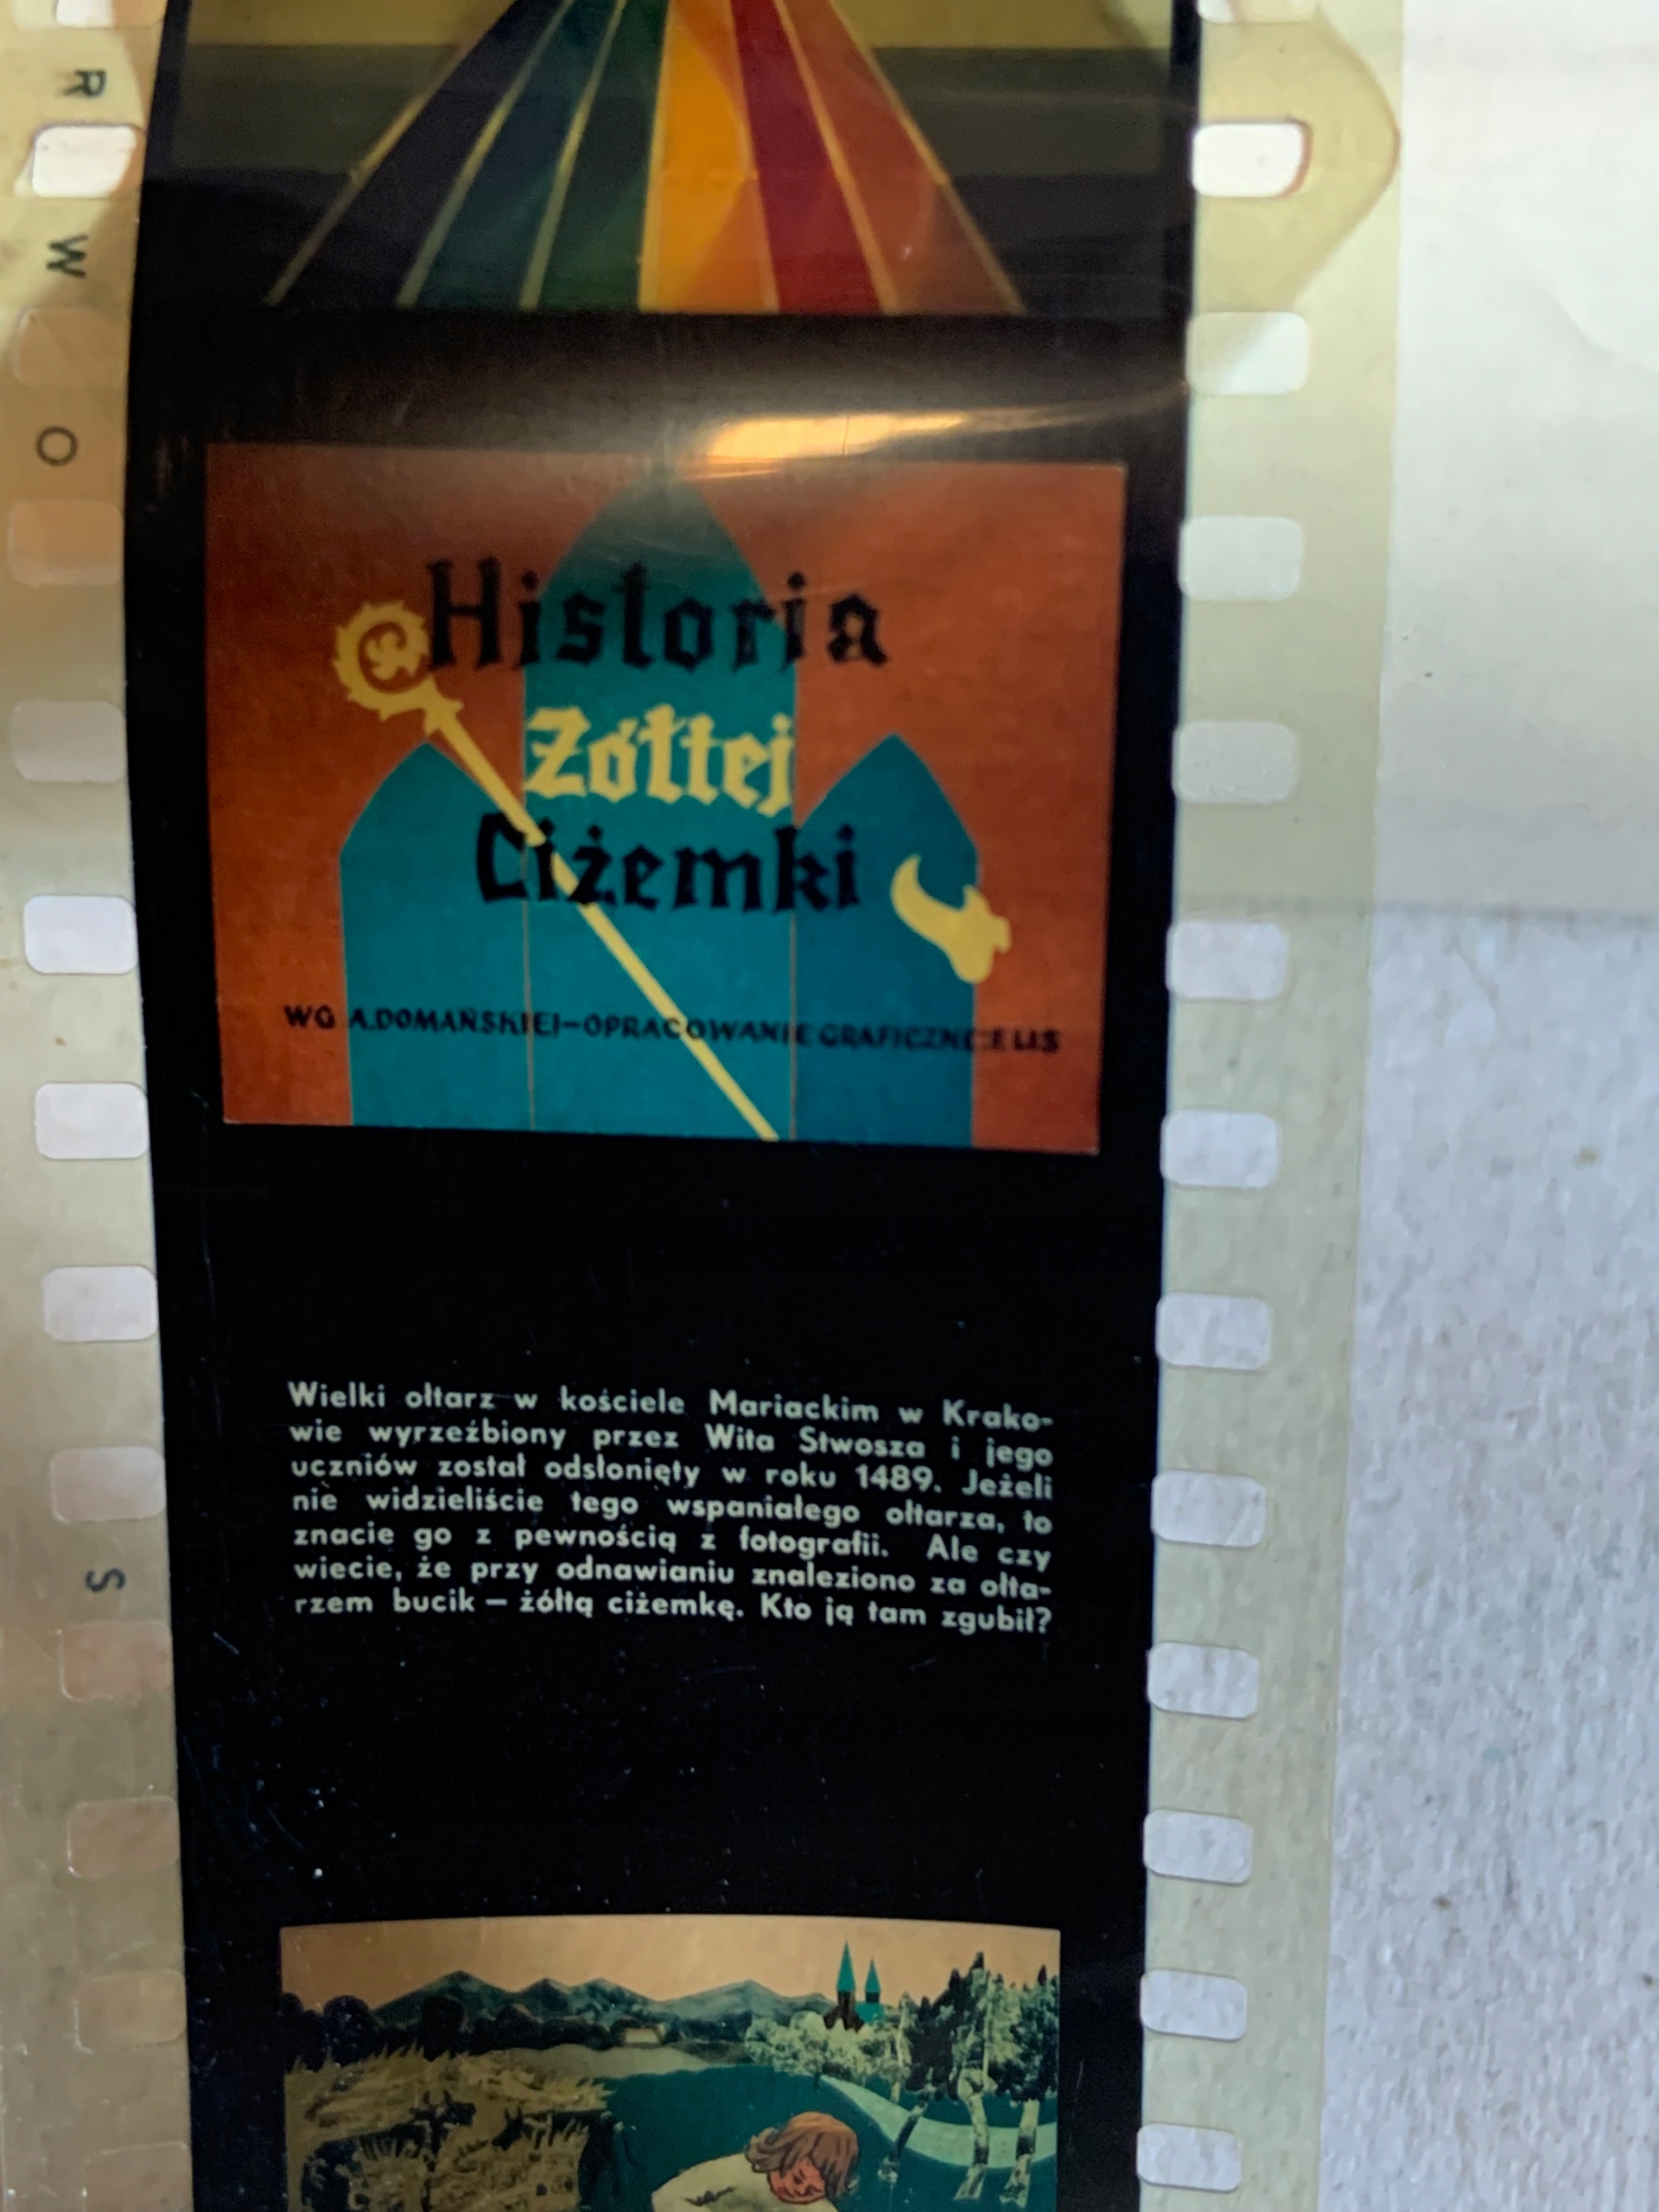 R
W
O
Historia
Żółtej
Ciżemki
WG A.DOMAŃSKIEJ-OPRACOWANIE GRAFICZNE LIS
Wielki ołtarz w kościele Mariackim w Krako-
wie wyrzeźbiony przez Wita Stwosza i jego
uczniów został odsłonięty w roku 1489. Jeżeli
nie widzieliście tego wspaniałego ołtarza, to
znacie go z pewnością z fotografii. Ale czy
wiecie, że przy odnawianiu znaleziono za ołta-
rzem bucik – żółtą ciżemkę. Kto ją tam zgubił?
S